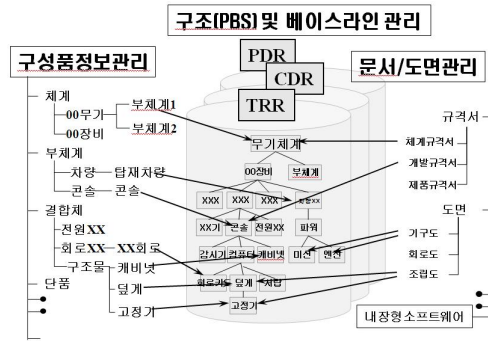 구조(PBS) 및 베이스라인 관리
구성품정보관리
PDR
CDR
TRR
문서/도면관리
체계
00무기
00장비
부체계1
부체계2
부체계
차량
탑재차량
콘솔
콘솔
결합체
전원XX
회로XX
XX회로
구조물
캐비넷
덮게
고정기
단품
무기체계
00장비
부체계
XXX
XXX
XXX
XX기
콘솔
전원XX
파워
감시기
컴퓨터
캐비넷
미션
엔진
덮게
고정기
규격서
체계규격서
개발규격서
제품규격서
도면
기구도
회로도
조립도
내장형소프트웨어